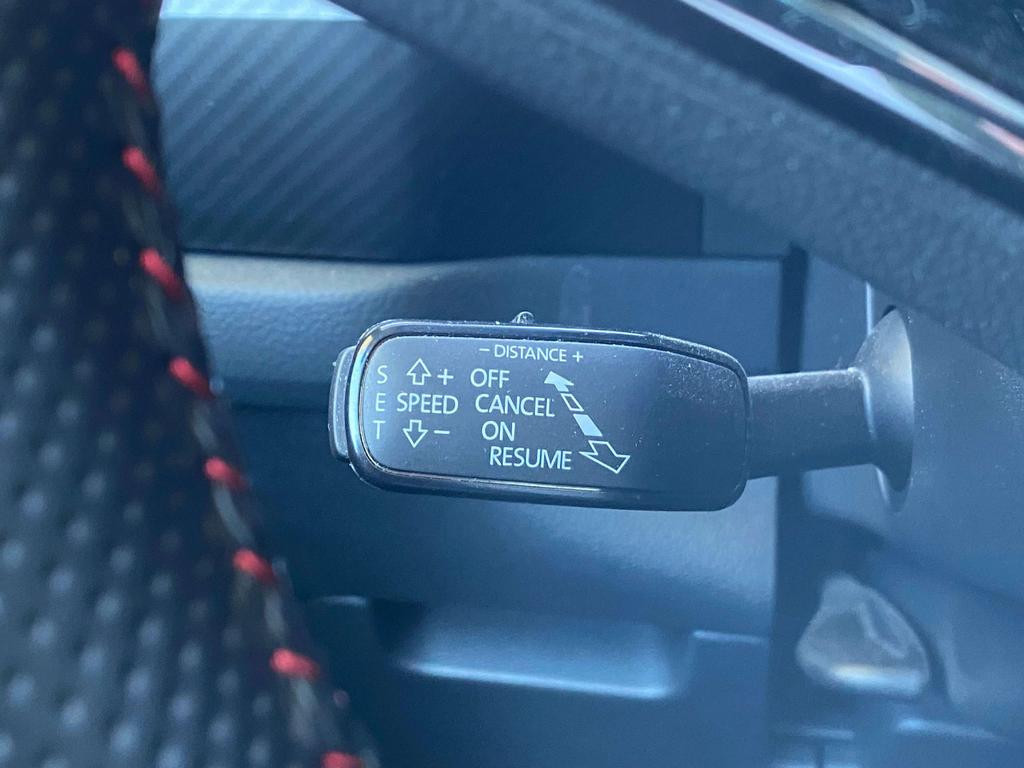 - DISTANCE +
S + OFF
E SPEED CANCEL
T - ON
RESUME